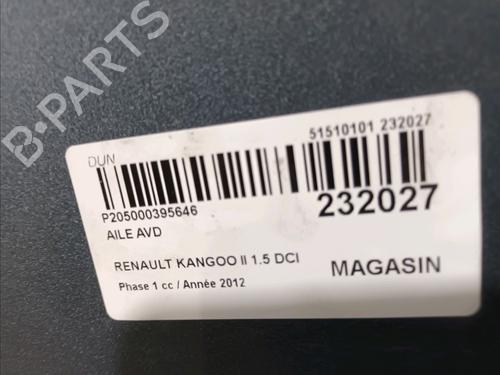 B-PARTS
DUN
51510101 232027
P205000395646
232027
AILE AVD
RENAULT KANGOO II 1.5 DCI
MAGASIN
Phase 1 cc / Année 2012